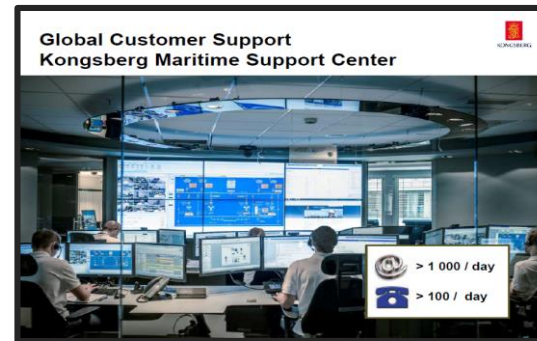 Global Customer Support
Kongsberg Maritime Support Center
KONGSBERG
> 1 000 / day
> 100 / day